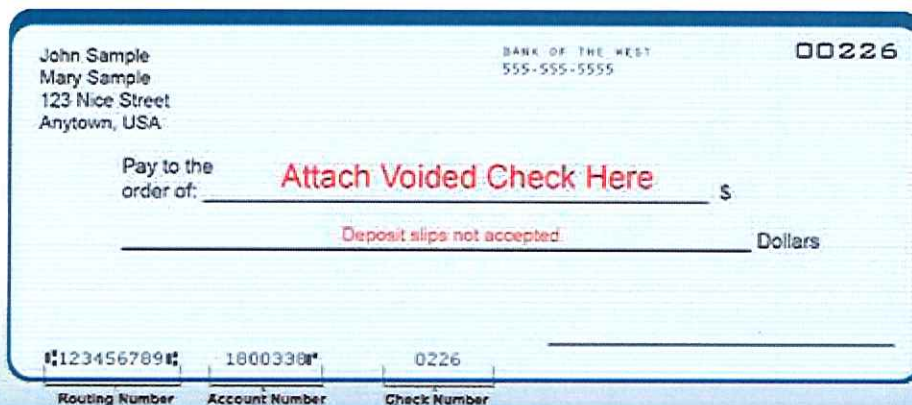 John Sample
Mary Sample
123 Nice Street
Anytown, USA
BANK OF THE WEST
555-555-5555
00226
Pay to the
order of: Attach Voided Check Here $
Deposit slips not accepted. Dollars
⑆123456789⑆ 1800338⑈ 0226
Routing Number Account Number Check Number